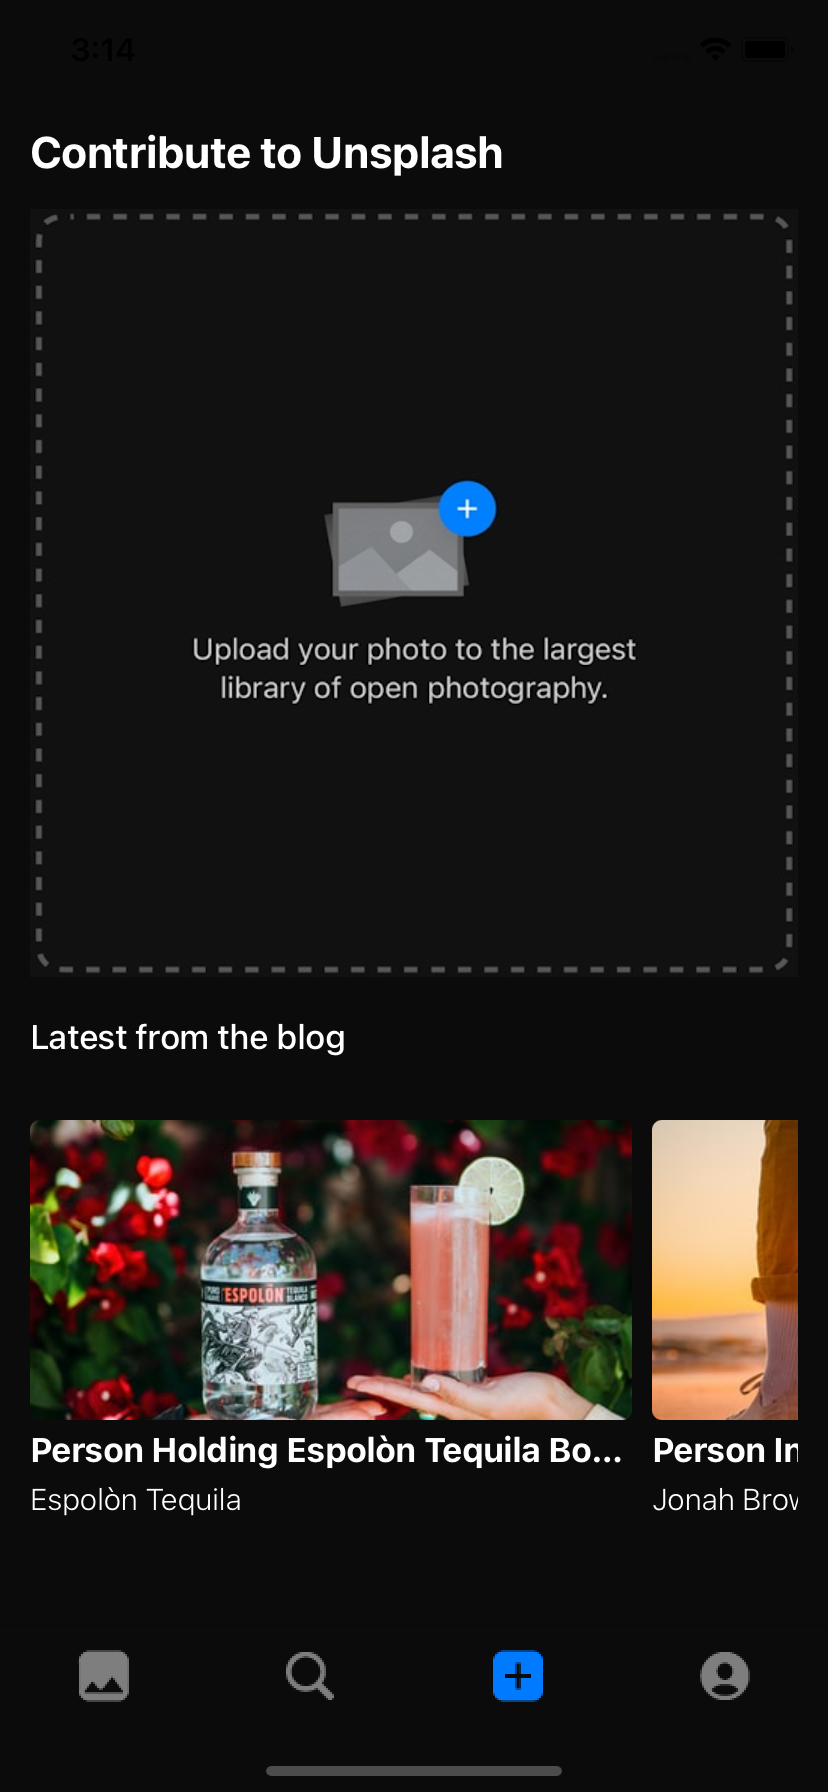 3:14
Contribute to Unsplash
Upload your photo to the largest
library of open photography.
Latest from the blog
ESPOLÒN
TEQUILA
BLANCO
Person Holding Espolòn Tequila Bo...
Person In
Espolòn Tequila
Jonah Brow